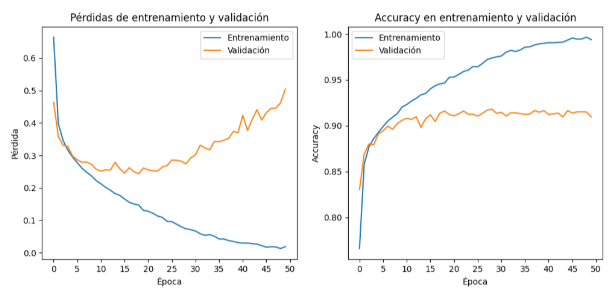 Pérdidas de entrenamiento y validación
Entrenamiento
Validación
0.6
0.5
0.4
0.3
0.2
0.1
0.0
Pérdida
0 5 10 15 20 25 30 35 40 45 50
Época
Accuracy en entrenamiento y validación
Entrenamiento
Validación
1.00
0.95
0.90
0.85
0.80
Accuracy
0 5 10 15 20 25 30 35 40 45 50
Época